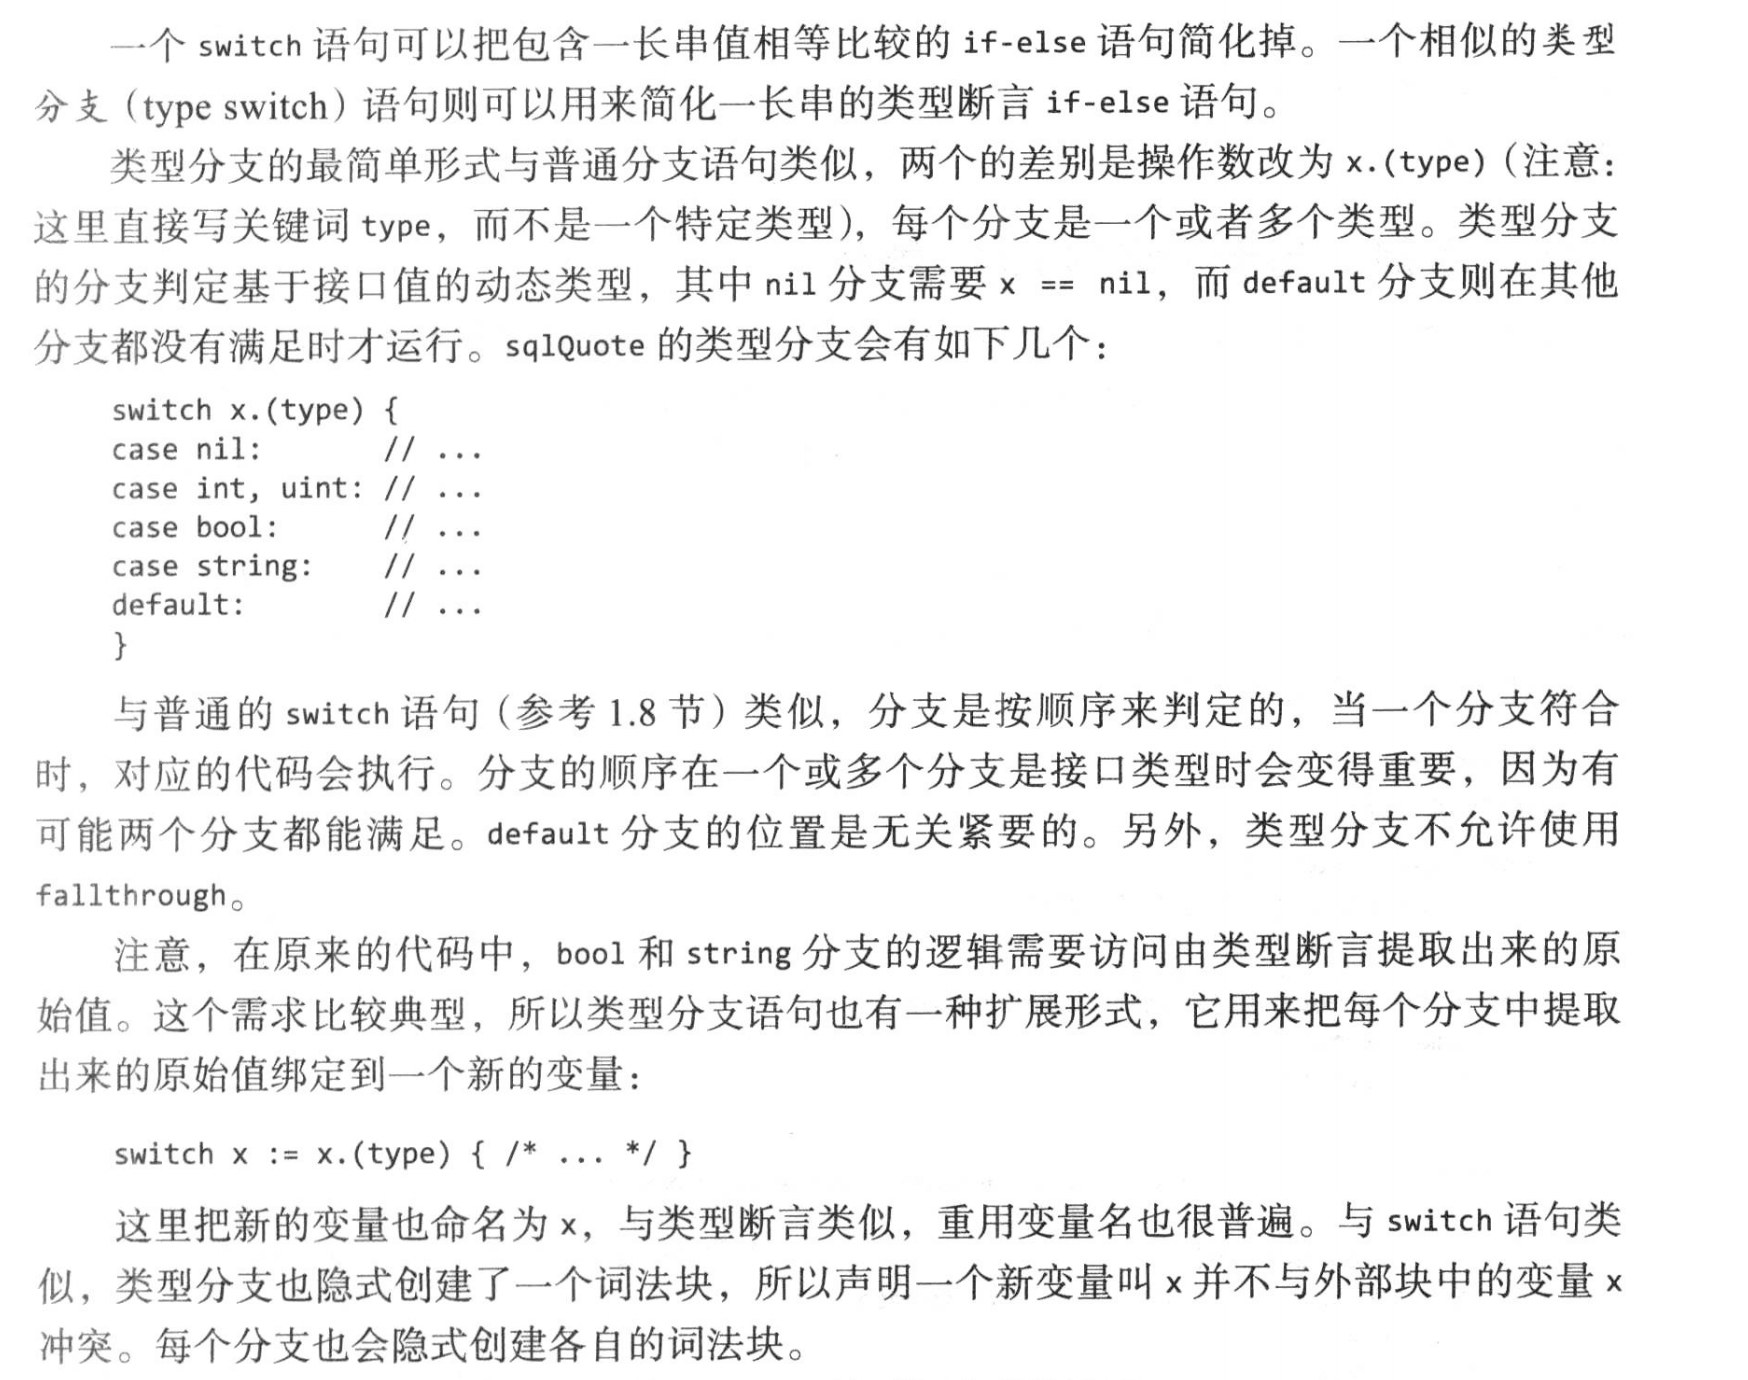 一个 switch 语句可以把包含一长串值相等比较的 if-else 语句简化掉。一个相似的类型
分支（type switch）语句则可以用来简化一长串的类型断言 if-else 语句。
类型分支的最简单形式与普通分支语句类似，两个的差别是操作数改为 x.(type)（注意：
这里直接写关键词 type，而不是一个特定类型），每个分支是一个或者多个类型。类型分支
的分支判定基于接口值的动态类型，其中 nil 分支需要 x == nil，而 default 分支则在其他
分支都没有满足时才运行。sqlQuote 的类型分支会有如下几个：
switch x.(type) {
case nil:       // ...
case int, uint: // ...
case bool:      // ...
case string:    // ...
default:        // ...
}
与普通的 switch 语句（参考 1.8 节）类似，分支是按顺序来判定的，当一个分支符合
时，对应的代码会执行。分支的顺序在一个或多个分支是接口类型时会变得重要，因为有
可能两个分支都能满足。default 分支的位置是无关紧要的。另外，类型分支不允许使用
fallthrough。
注意，在原来的代码中，bool 和 string 分支的逻辑需要访问由类型断言提取出来的原
始值。这个需求比较典型，所以类型分支语句也有一种扩展形式，它用来把每个分支中提取
出来的原始值绑定到一个新的变量：
switch x := x.(type) { /* ... */ }
这里把新的变量也命名为 x，与类型断言类似，重用变量名也很普遍。与 switch 语句类
似，类型分支也隐式创建了一个词法块，所以声明一个新变量叫 x 并不与外部块中的变量 x
冲突。每个分支也会隐式创建各自的词法块。